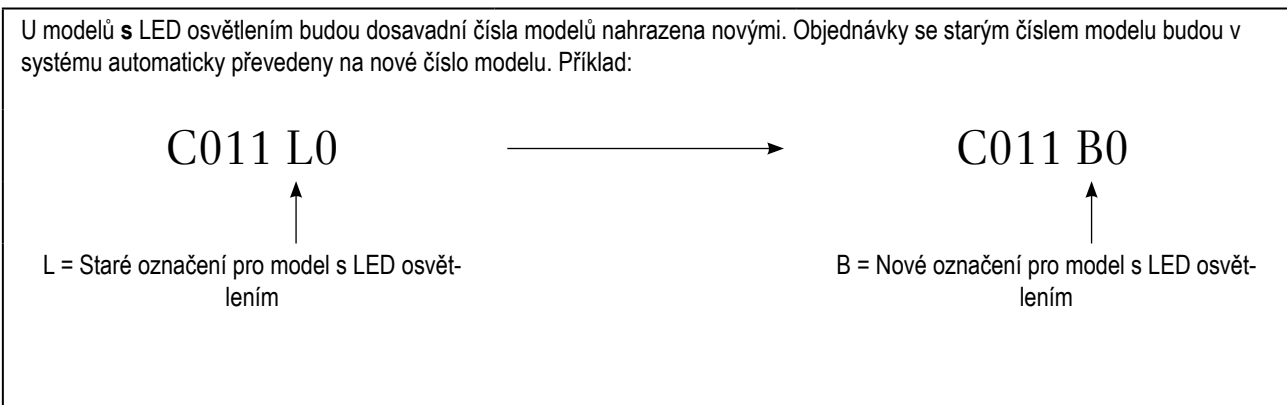 U modelů s LED osvětlením budou dosavadní čísla modelů nahrazena novými. Objednávky se starým číslem modelu budou v
systému automaticky převedeny na nové číslo modelu. Příklad:
C011 L0
C011 B0
L = Staré označení pro model s LED osvět-
lením
B = Nové označení pro model s LED osvět-
lením